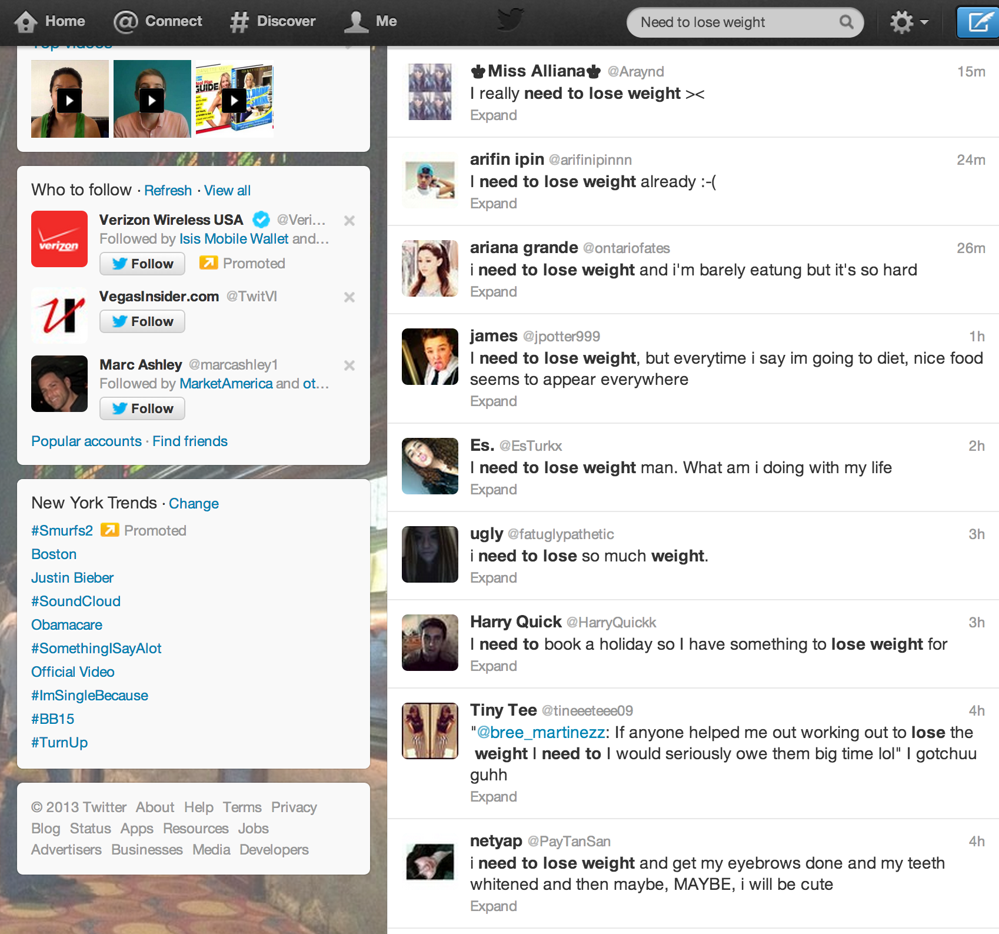 Home Connect Discover Me
Need to lose weight
Top videos
Who to follow · Refresh · View all
Verizon Wireless USA @Veri...
Followed by Isis Mobile Wallet and...
Follow Promoted
verizon
VegasInsider.com @TwitVI
Follow
Marc Ashley @marcashley1
Followed by MarketAmerica and ot...
Follow
Popular accounts · Find friends
New York Trends · Change
#Smurfs2 Promoted
Boston
Justin Bieber
#SoundCloud
Obamacare
#SomethingISayAlot
Official Video
#ImSingleBecause
#BB15
#TurnUp
© 2013 Twitter About Help Terms Privacy
Blog Status Apps Resources Jobs
Advertisers Businesses Media Developers
Miss Alliana @Araynd 15m
I really need to lose weight ><
Expand
arifin ipin @arifinipinnn 24m
I need to lose weight already :-(
Expand
ariana grande @ontariofates 26m
i need to lose weight and i'm barely eatung but it's so hard
Expand
james @jpotter999 1h
I need to lose weight, but everytime i say im going to diet, nice food
seems to appear everywhere
Expand
Es. @EsTurkx 2h
I need to lose weight man. What am i doing with my life
Expand
ugly @fatuglypathetic 3h
i need to lose so much weight.
Expand
Harry Quick @HarryQuickk 3h
I need to book a holiday so I have something to lose weight for
Expand
Tiny Tee @tineeeteee09 4h
"@bree_martinezz: If anyone helped me out working out to lose the
weight I need to I would seriously owe them big time lol" I gotchuu
guhh
Expand
netyap @PayTanSan 4h
i need to lose weight and get my eyebrows done and my teeth
whitened and then maybe, MAYBE, i will be cute
Expand